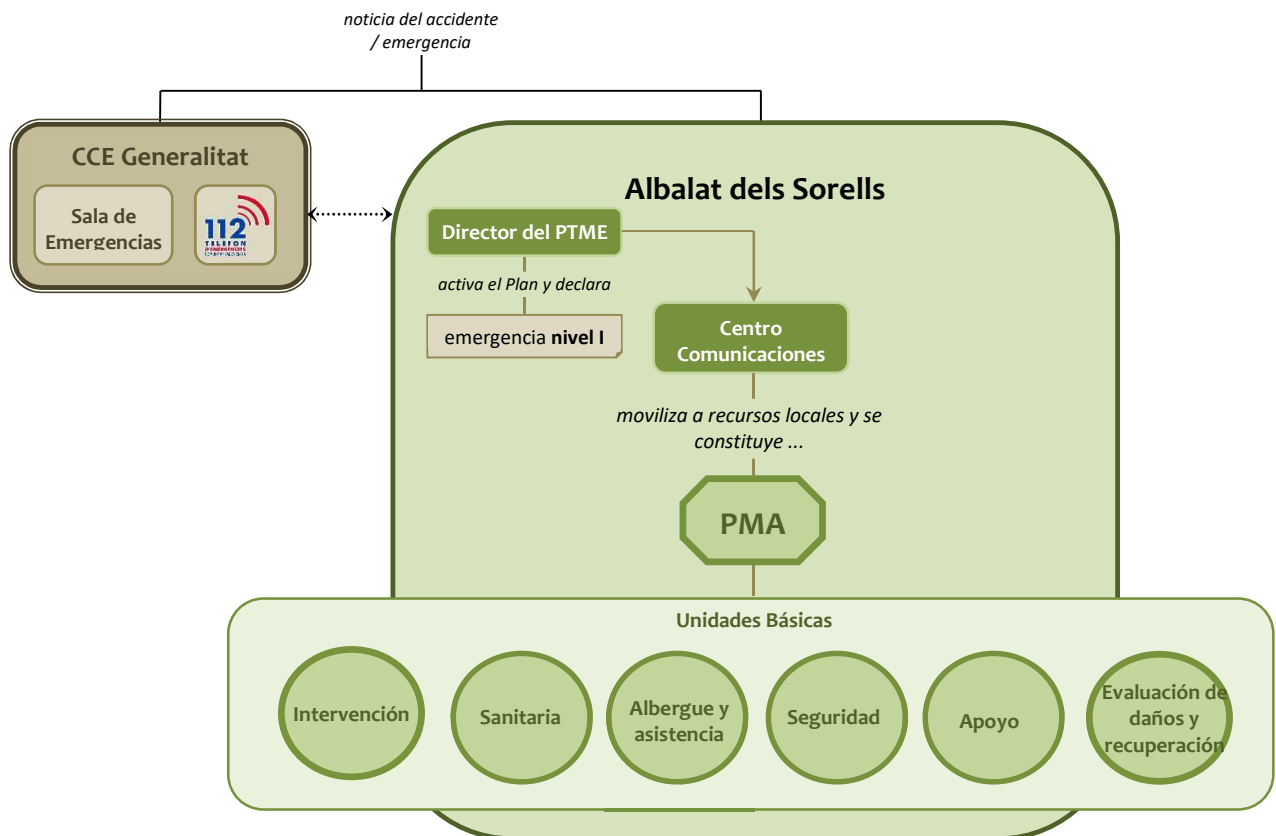 noticia del accidente
/ emergencia
CCE Generalitat
Sala de
Emergencias
112
TELÈFON
D'EMERGÈNCIES
Albalat dels Sorells
Director del PTME
activa el Plan y declara
emergencia nivel I
Centro
Comunicaciones
moviliza a recursos locales y se
constituye ...
PMA
Unidades Básicas
Intervención
Sanitaria
Albergue y
asistencia
Seguridad
Apoyo
Evaluación de
daños y
recuperación